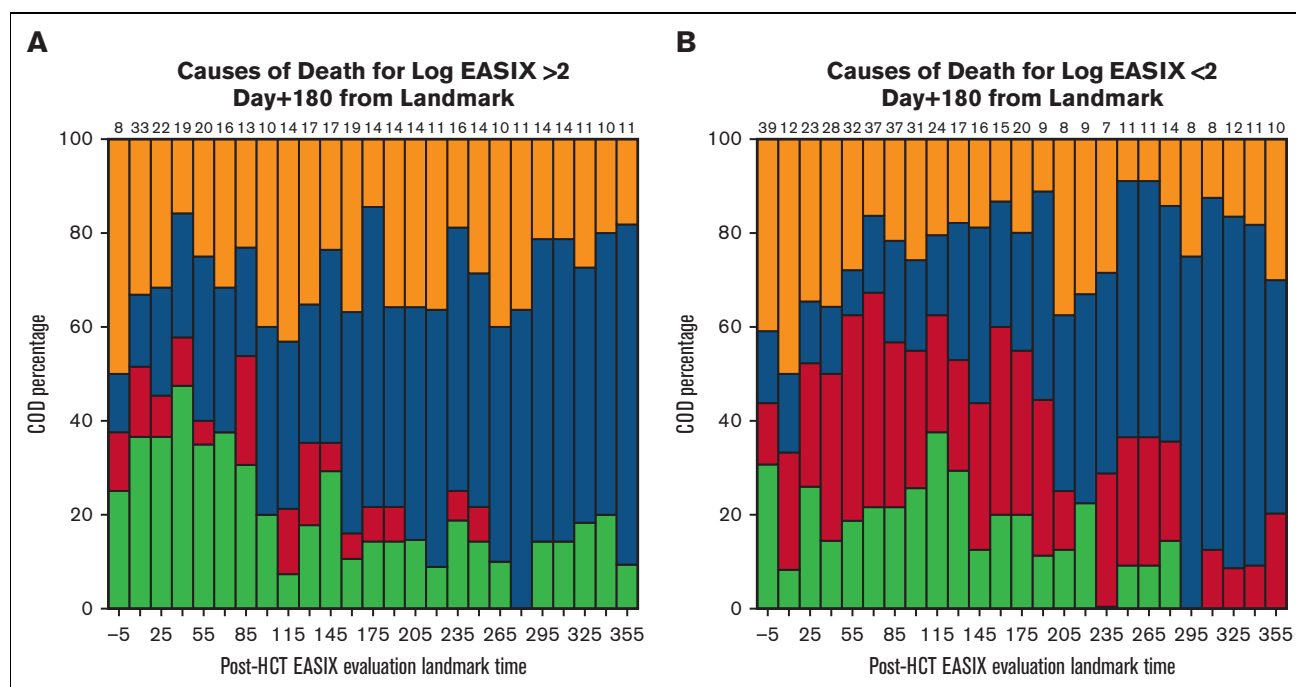 A
Causes of Death for Log EASIX >2
Day+180 from Landmark
8 33 22 19 20 16 13 10 14 17 17 19 14 14 14 11 16 14 10 11 14 14 11 10 11
100
80
60
40
20
0
COD percentage
−5 25 55 85 115 145 175 205 235 265 295 325 355
Post-HCT EASIX evaluation landmark time
B
Causes of Death for Log EASIX <2
Day+180 from Landmark
39 12 23 28 32 37 37 31 24 17 16 15 20 9 8 9 7 11 11 14 8 8 12 11 10
100
80
60
40
20
0
COD percentage
−5 25 55 85 115 145 175 205 235 265 295 325 355
Post-HCT EASIX evaluation landmark time